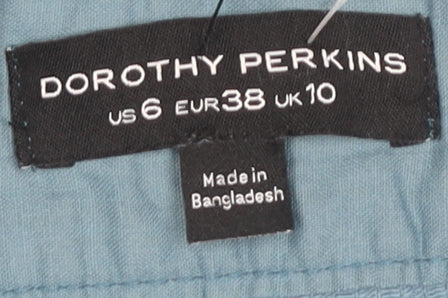 DOROTHY PERKINS
US 6 EUR 38 UK 10
Made in
Bangladesh